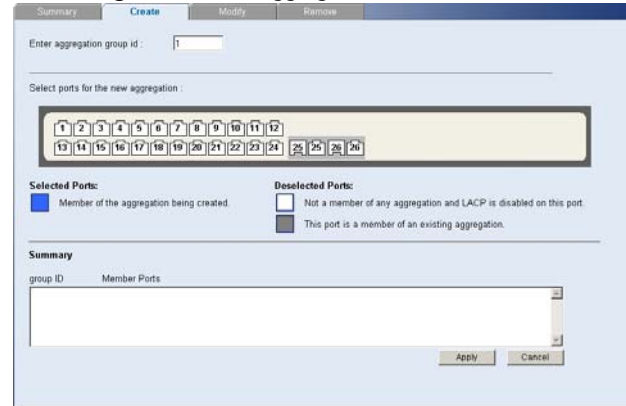 Summary Create Modify Remove
Enter aggregation group id : 1
Select ports for the new aggregation :
1 2 3 4 5 6 7 8 9 10 11 12
13 14 15 16 17 18 19 20 21 22 23 24 25 25 26 26
Selected Ports: Deselected Ports:
Member of the aggregation being created. Not a member of any aggregation and LACP is disabled on this port.
This port is a member of an existing aggregation.
Summary
group ID Member Ports
Apply Cancel